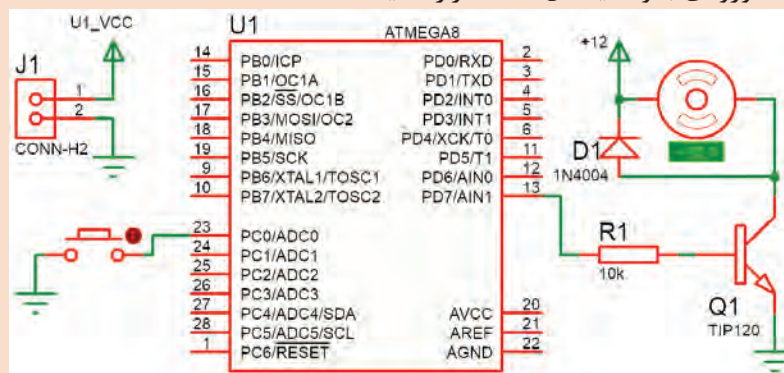 U1_VCC
J1
1
2
CONN-H2
U1
ATMEGA8
14 PB0/ICP
15 PB1/OC1A
16 PB2/SS/OC1B
17 PB3/MOSI/OC2
18 PB4/MISO
19 PB5/SCK
9 PB6/XTAL1/TOSC1
10 PB7/XTAL2/TOSC2
23 PC0/ADC0
24 PC1/ADC1
25 PC2/ADC2
26 PC3/ADC3
27 PC4/ADC4/SDA
28 PC5/ADC5/SCL
1 PC6/RESET
PD0/RXD 2
PD1/TXD 3
PD2/INT0 4
PD3/INT1 5
PD4/XCK/T0 6
PD5/T1 11
PD6/AIN0 12
PD7/AIN1 13
AVCC 20
AREF 21
AGND 22
+12
D1
1N4004
R1
10k
Q1
TIP120